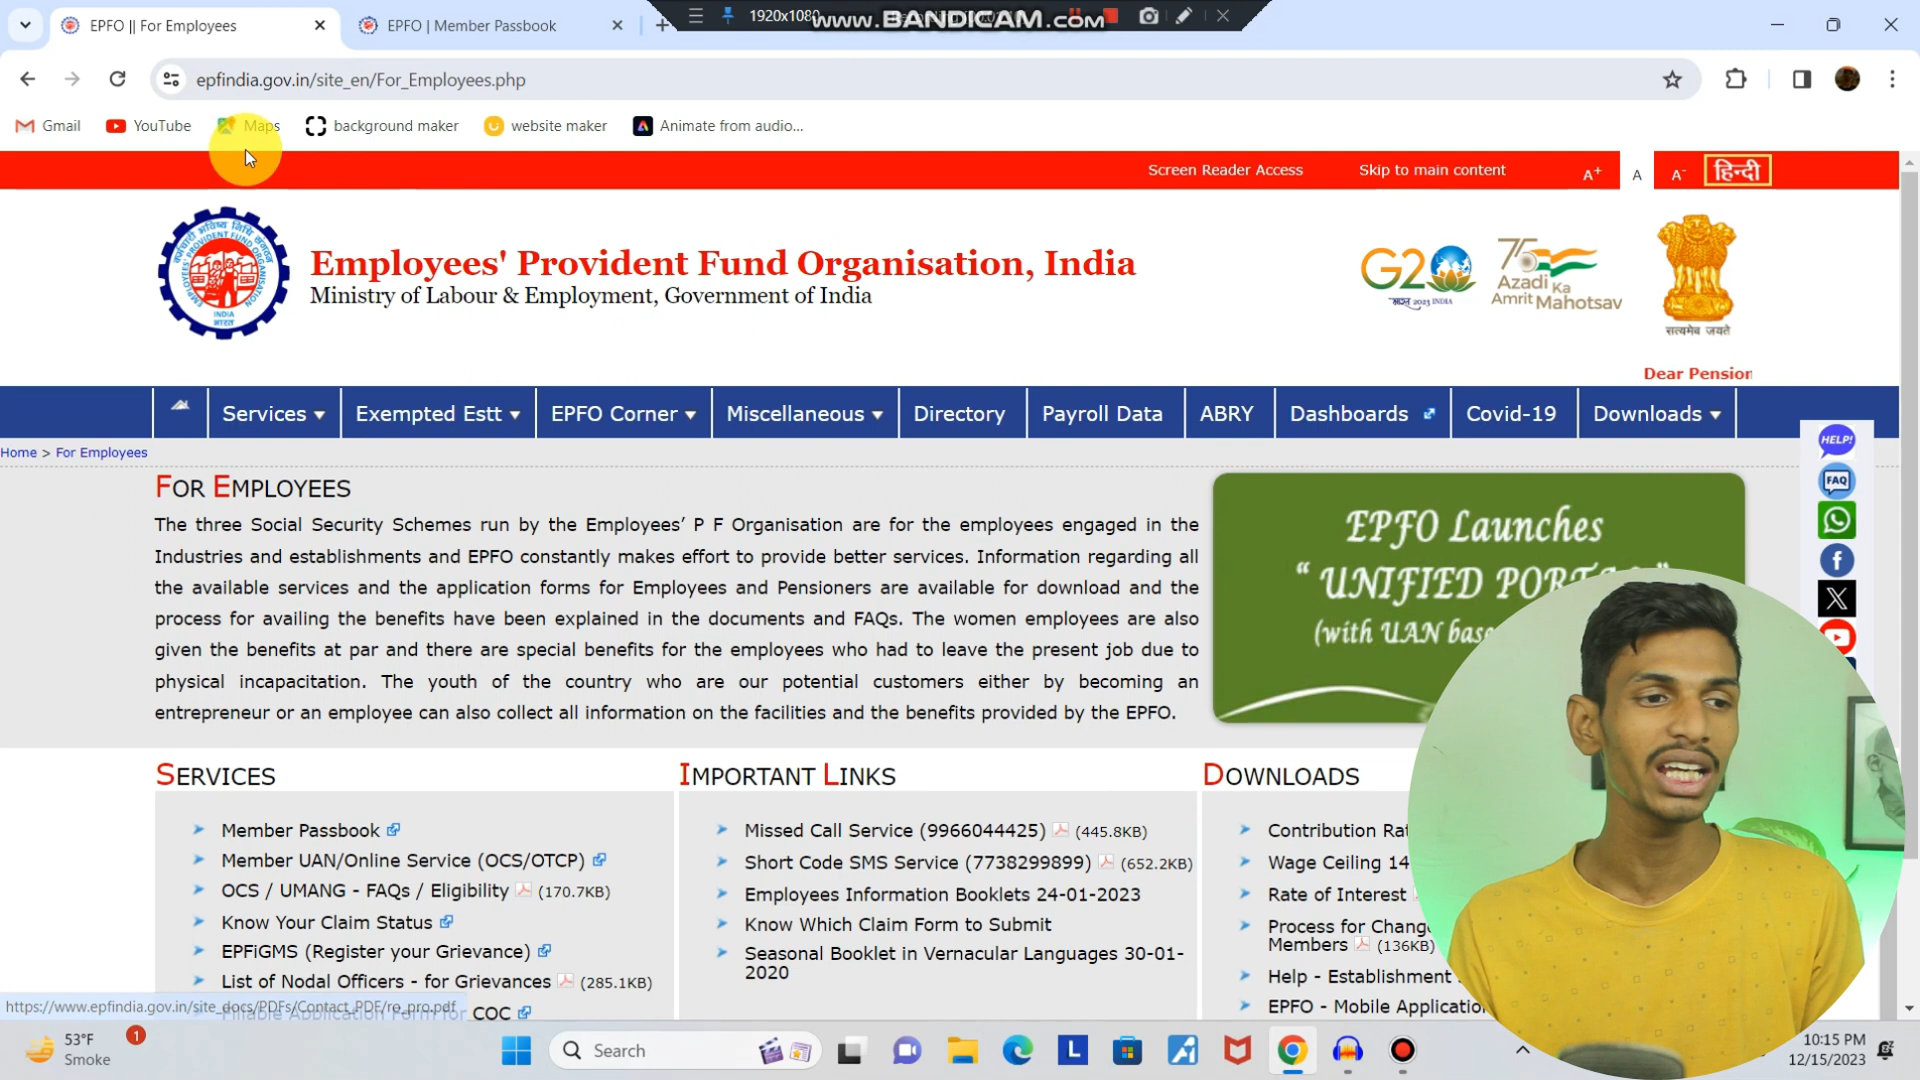 EPFO || For Employees
EPFO | Member Passbook
1920x1080
www.BANDICAM.com
epfindia.gov.in/site_en/For_Employees.php
Gmail
YouTube
Maps
background maker
website maker
Animate from audio...
Screen Reader Access
Skip to main content
A+
A
A-
हिन्दी
Employees' Provident Fund Organisation, India
Ministry of Labour & Employment, Government of India
G20
75
Azadi Ka
Amrit Mahotsav
सत्यमेव जयते
Dear Pension
Services
Exempted Estt
EPFO Corner
Miscellaneous
Directory
Payroll Data
ABRY
Dashboards
Covid-19
Downloads
Home > For Employees
HELP!
FAQ
FOR EMPLOYEES
The three Social Security Schemes run by the Employees' P F Organisation are for the employees engaged in the
Industries and establishments and EPFO constantly makes effort to provide better services. Information regarding all
the available services and the application forms for Employees and Pensioners are available for download and the
process for availing the benefits have been explained in the documents and FAQs. The women employees are also
given the benefits at par and there are special benefits for the employees who had to leave the present job due to
physical incapacitation. The youth of the country who are our potential customers either by becoming an
entrepreneur or an employee can also collect all information on the facilities and the benefits provided by the EPFO.
EPFO Launches
" UNIFIED
(with UAN
SERVICES
Member Passbook
Member UAN/Online Service (OCS/OTCP)
OCS / UMANG - FAQs / Eligibility (170.7KB)
Know Your Claim Status
EPFiGMS (Register your Grievance)
List of Nodal Officers - for Grievances (285.1KB)
Fillable Application Form for COC
IMPORTANT LINKS
Missed Call Service (9966044425) (445.8KB)
Short Code SMS Service (7738299899) (652.2KB)
Employees Information Booklets 24-01-2023
Know Which Claim Form to Submit
Seasonal Booklet in Vernacular Languages 30-01-
2020
DOWNLOADS
Contribution
Wage Ceiling 14
Rate of Interest
Process for
Members (136KB)
Help - Establishment
EPFO - Mobile
https://www.epfindia.gov.in/site_docs/PDFs/Contact_PDF/ro_pro.pdf
53°F
Smoke
1
Search
L
10:15 PM
12/15/2023